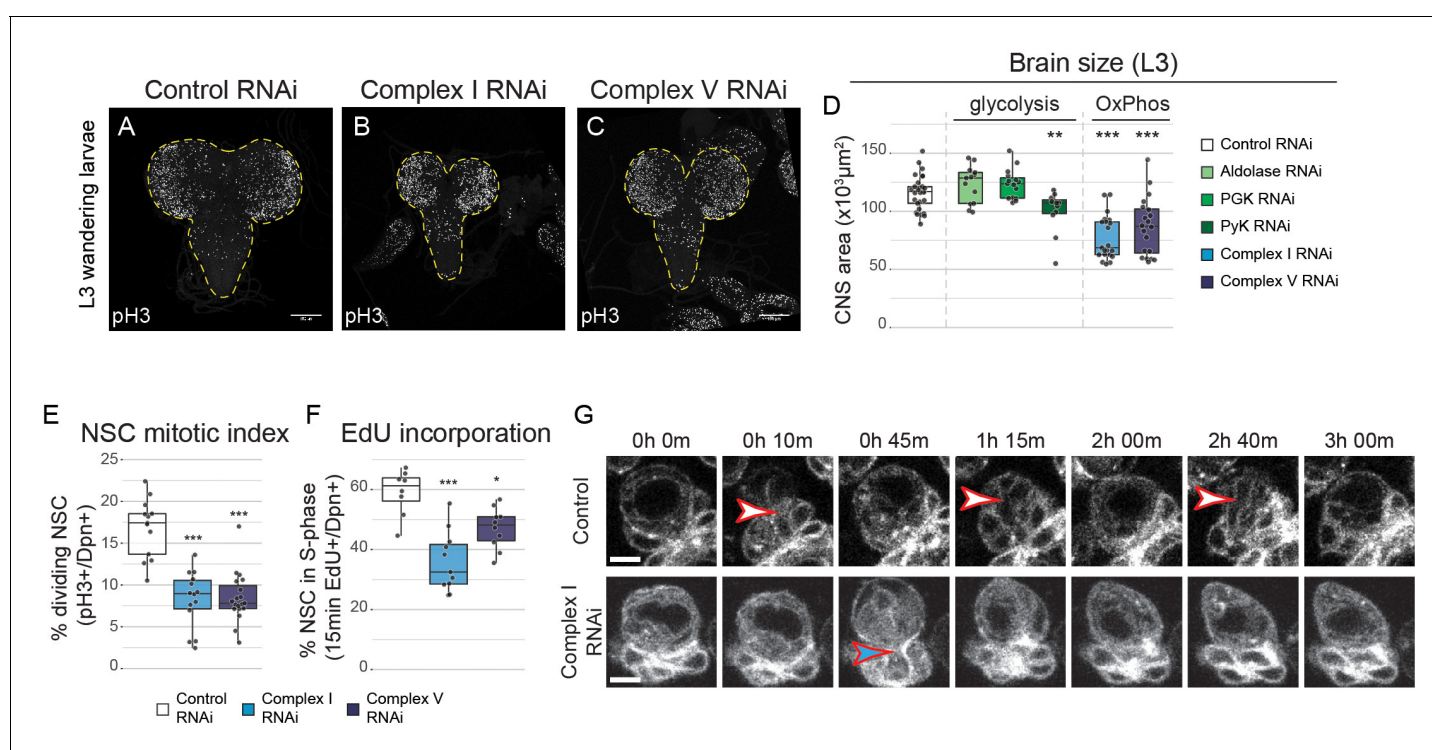 Control RNAi
Complex I RNAi
Complex V RNAi
L3 wandering larvae
A
B
C
pH3
pH3
pH3
Brain size (L3)
D
glycolysis
OxPhos
**
***
***
CNS area (x10³µm²)
150
100
50
0
Control RNAi
Aldolase RNAi
PGK RNAi
PyK RNAi
Complex I RNAi
Complex V RNAi
E
NSC mitotic index
% dividing NSC
(pH3+/Dpn+)
25
20
15
10
5
0
***
***
F
EdU incorporation
% NSC in S-phase
(15min EdU+/Dpn+)
60
40
20
0
***
*
Control
RNAi
Complex I
RNAi
Complex V
RNAi
G
0h 0m
0h 10m
0h 45m
1h 15m
2h 00m
2h 40m
3h 00m
Control
Complex I
RNAi